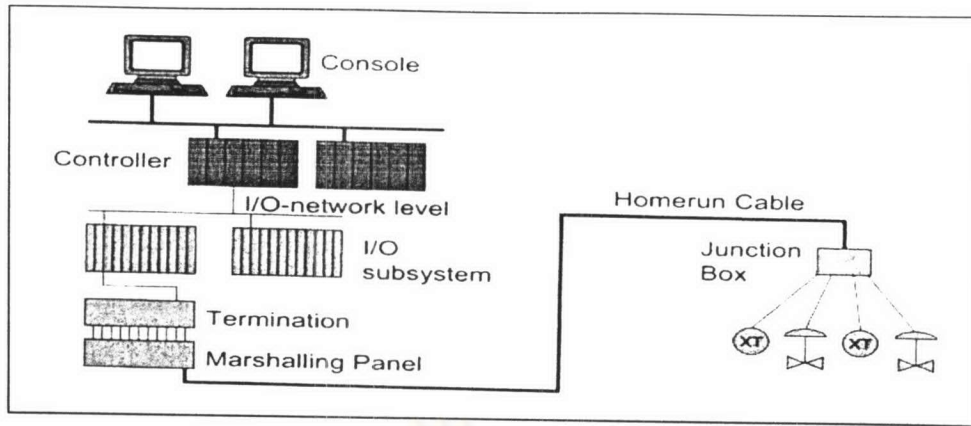 Console
Controller
I/O-network level
Homerun Cable
I/O
subsystem
Junction
Box
Termination
Marshalling Panel
XT
XT